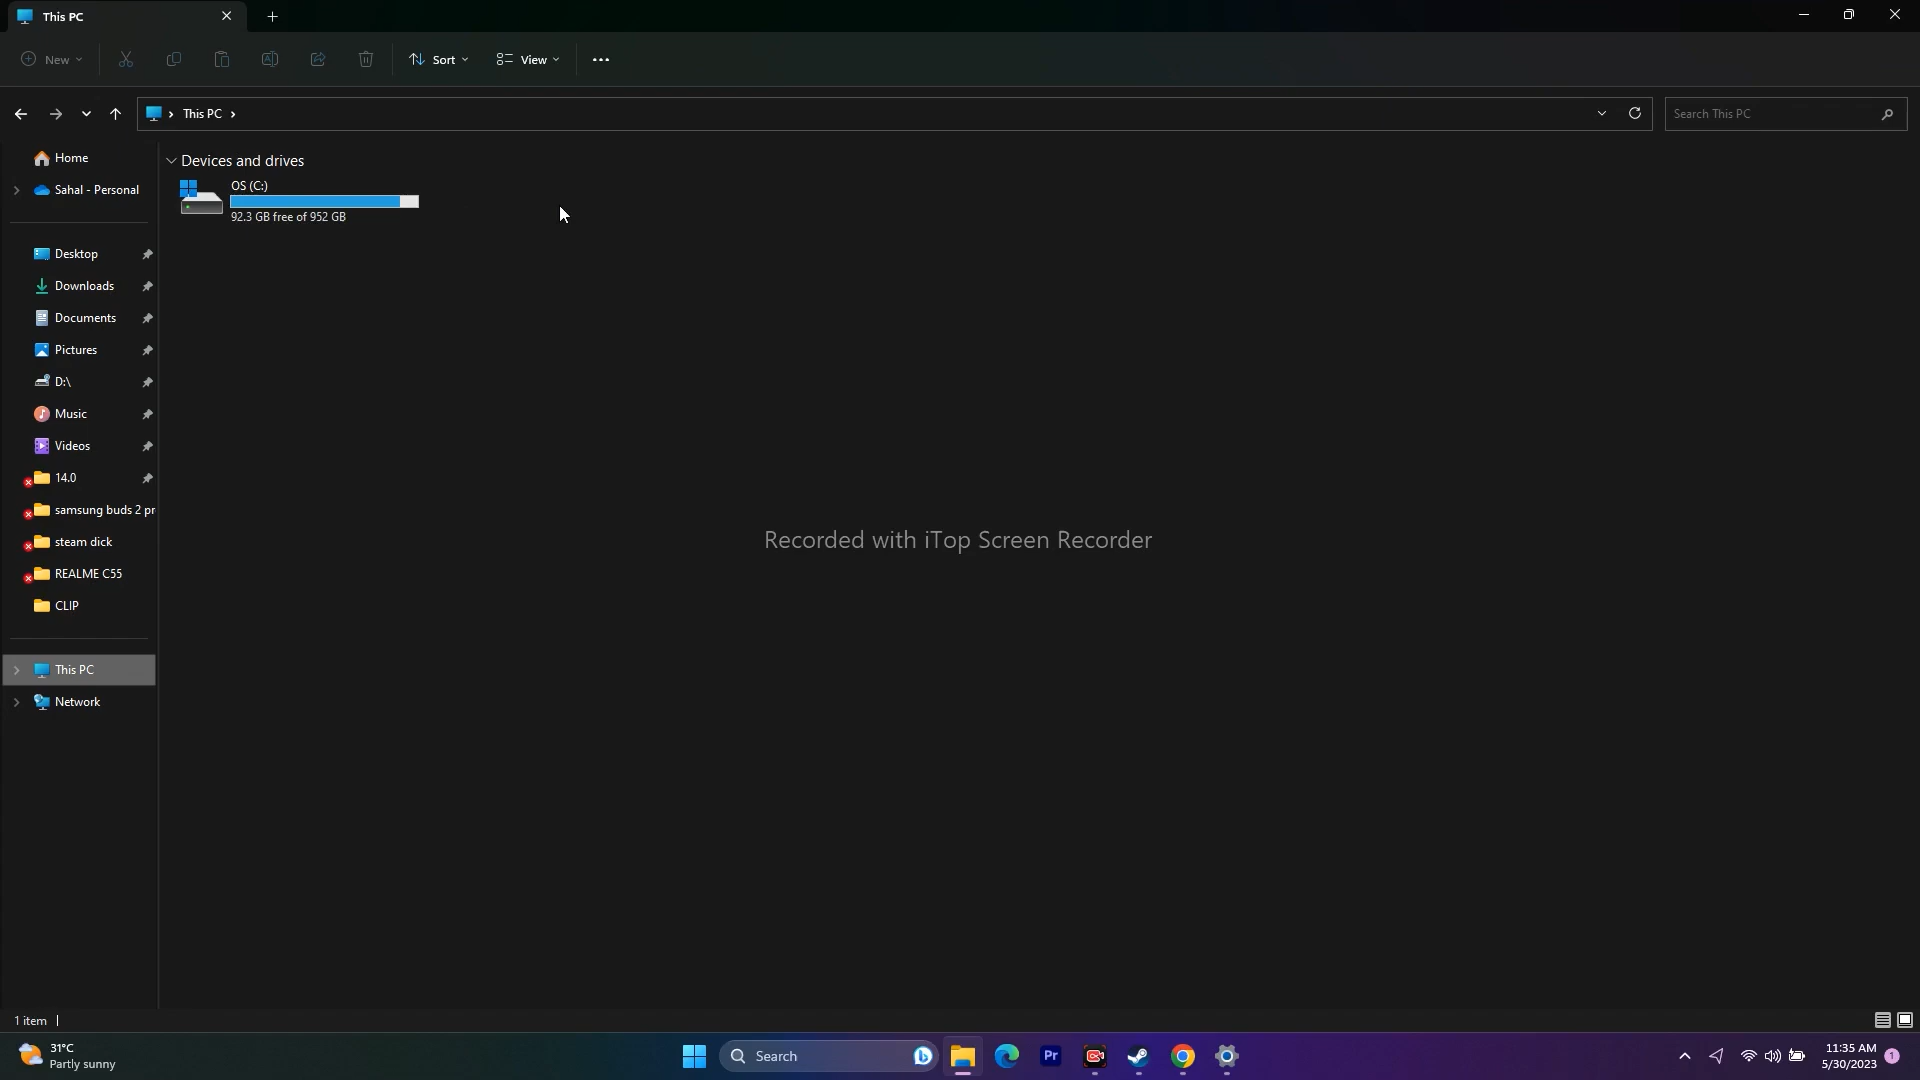 This PC
New
Sort
View
This PC
Search This PC
Home
Sahal - Personal
Desktop
Downloads
Documents
Pictures
D:\
Music
Videos
14.0
samsung buds 2 pr
steam dick
REALME C55
CLIP
This PC
Network
Devices and drives
OS (C:)
92.3 GB free of 952 GB
Recorded with iTop Screen Recorder
1 item
31°C
Partly sunny
Search
Pr
11:35 AM
5/30/2023
1